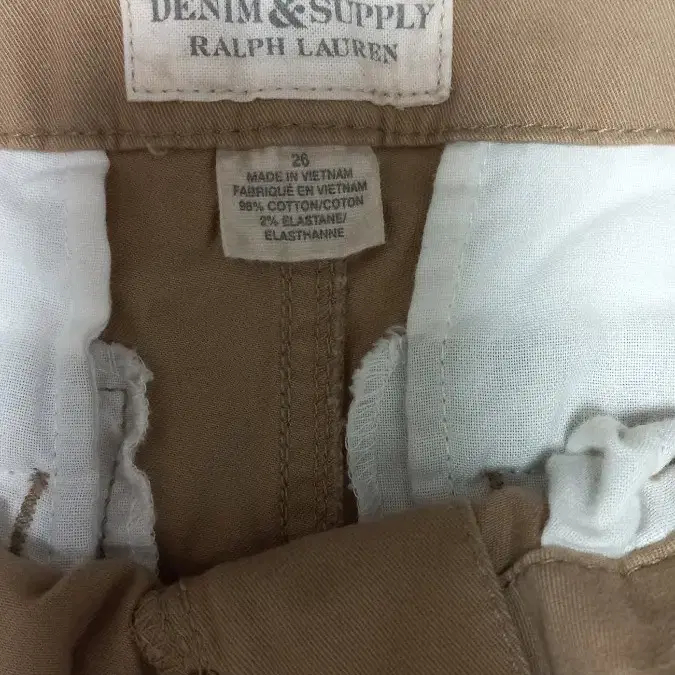 DENIM & SUPPLY
RALPH LAUREN
26
MADE IN VIETNAM
FABRIQUÉ EN VIETNAM
98% COTTON/COTON
2% ELASTANE/
ELASTHANNE